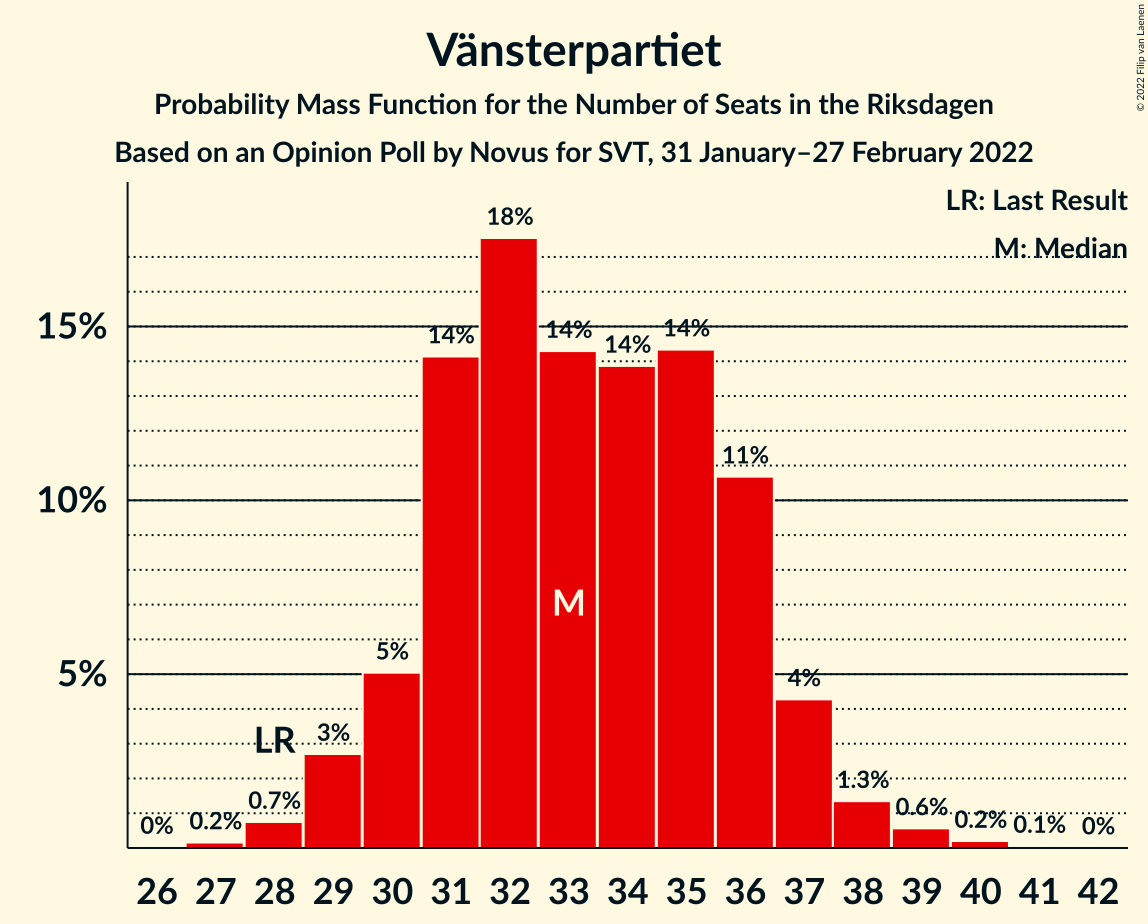 Vänsterpartiet
Probability Mass Function for the Number of Seats in the Riksdagen
Based on an Opinion Poll by Novus for SVT, 31 January–27 February 2022
© 2022 Filip van Laenen
LR: Last Result
M: Median
15%
10%
5%
0%
0.2%
0.7%
3%
5%
14%
18%
14%
14%
14%
11%
4%
1.3%
0.6%
0.2%
0.1%
0%
LR
M
26 27 28 29 30 31 32 33 34 35 36 37 38 39 40 41 42